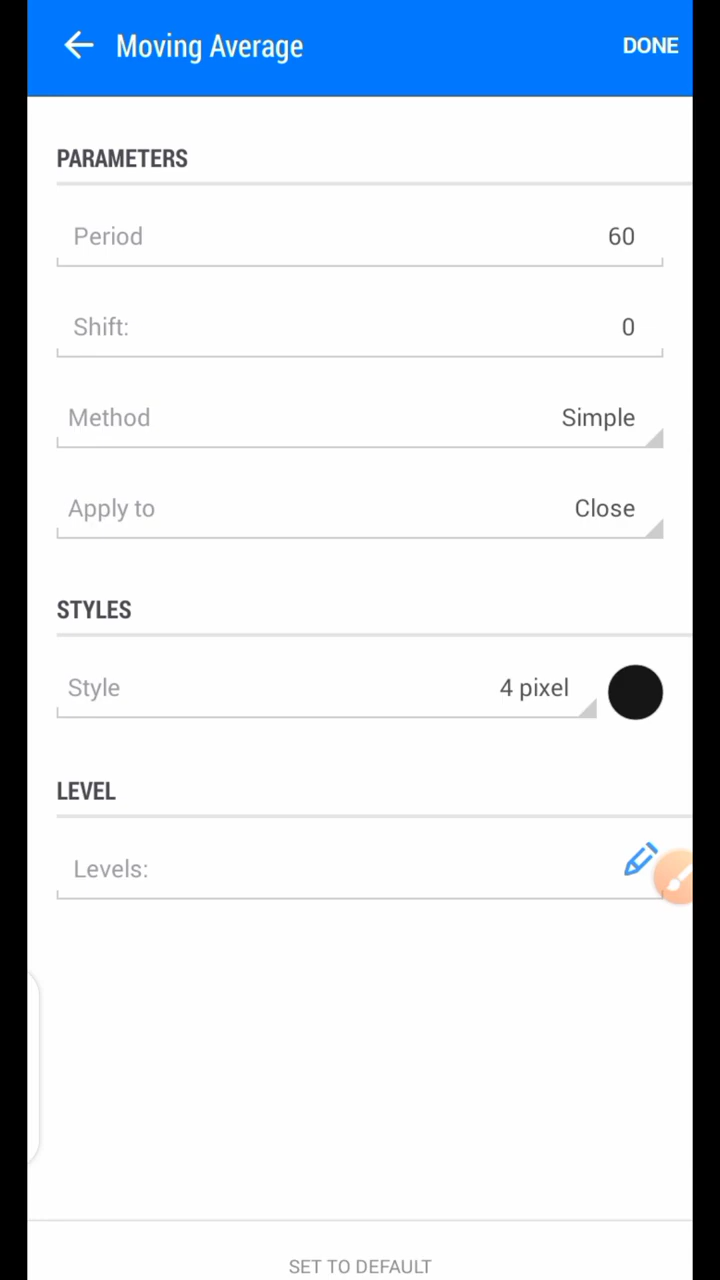 Moving Average DONE
PARAMETERS
Period 60
Shift: 0
Method Simple
Apply to Close
STYLES
Style 4 pixel
LEVEL
Levels:
SET TO DEFAULT